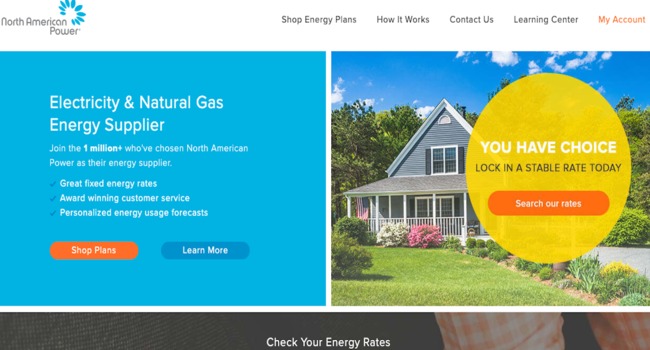 North American
Power
Shop Energy Plans
How It Works
Contact Us
Learning Center
My Account
Electricity & Natural Gas
Energy Supplier
Join the 1 million+ who've chosen North American
Power as their energy supplier.
Great fixed energy rates
Award winning customer service
Personalized energy usage forecasts
Shop Plans
Learn More
YOU HAVE CHOICE
LOCK IN A STABLE RATE TODAY
Search our rates
Check Your Energy Rates